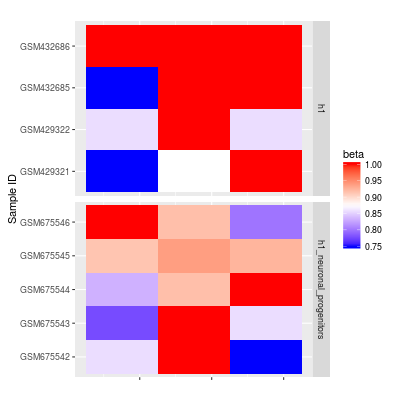 GSM432686
GSM432685
GSM429322
GSM429321
h1
GSM675546
GSM675545
GSM675544
GSM675543
GSM675542
h1_neuronal_progenitors
Sample ID
beta
1.00
0.95
0.90
0.85
0.80
0.75